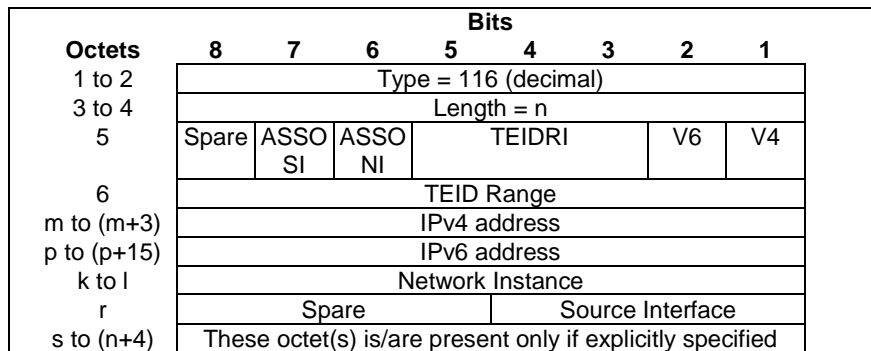 Bits
Octets 8 7 6 5 4 3 2 1
1 to 2 Type = 116 (decimal)
3 to 4 Length = n
5 Spare ASSO ASSO TEIDRI V6 V4
SI NI
6 TEID Range
m to (m+3) IPv4 address
p to (p+15) IPv6 address
k to l Network Instance
r Spare Source Interface
s to (n+4) These octet(s) is/are present only if explicitly specified